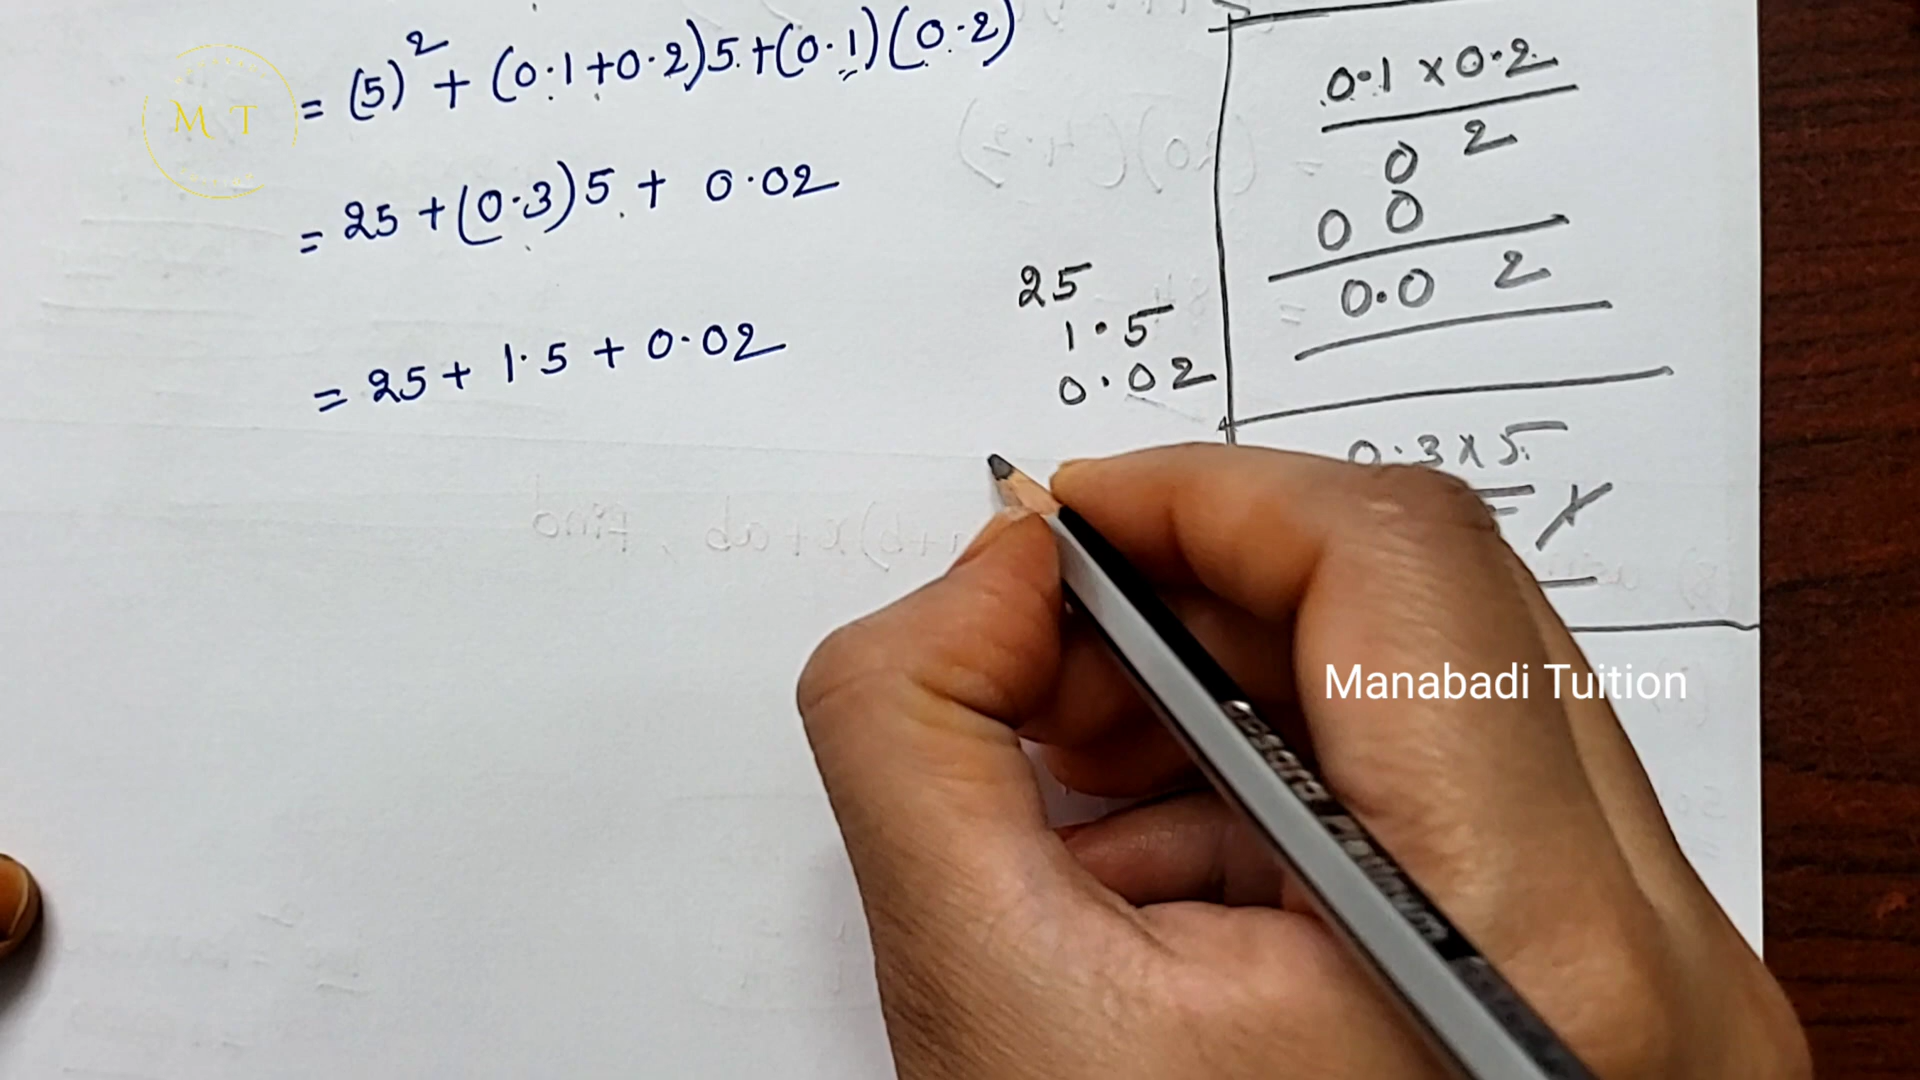 = (5)² + (0.1+0.2)5+(0.1)(0.2)
= 25 +(0.3)5 + 0.02
= 25 + 1.5 + 0.02
25
1.5
0.02
0.1 x 0.2
0 2
0 0
0.0 2
0.3 x 5
M T
Manabadi Tuition